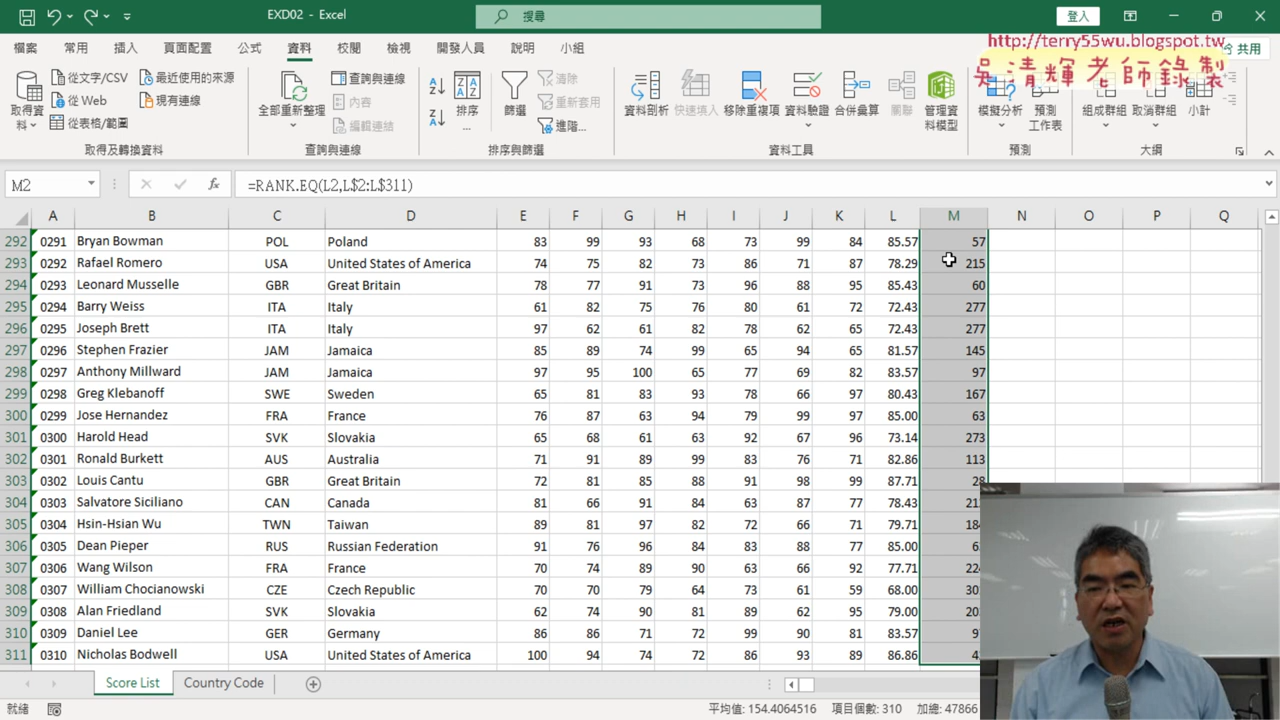 EXD02 - Excel
搜尋
登入
http://terry55wu.blogspot.tw
吳清輝老師錄製
檔案 常用 插入 頁面配置 公式 資料 校閱 檢視 開發人員 說明 小組 共用
取得資料 從文字/CSV 從 Web 從表格/範圍 最近使用的來源 現有連線
全部重新整理 查詢與連線 內容 編輯連結
排序... 篩選 清除 重新套用 進階...
資料剖析 快速填入 移除重複項 資料驗證 合併彙算 關聯 管理資料模型
模擬分析 預測工作表 組成群組 取消群組 小計
取得及轉換資料 查詢與連線 排序與篩選 資料工具 預測 大綱
M2 fx =RANK.EQ(L2,L$2:L$311)
A B C D E F G H I J K L M N O P Q
292 0291 Bryan Bowman POL Poland 83 99 93 68 73 99 84 85.57 57
293 0292 Rafael Romero USA United States of America 74 75 82 73 86 71 87 78.29 215
294 0293 Leonard Musselle GBR Great Britain 78 77 91 73 96 88 95 85.43 60
295 0294 Barry Weiss ITA Italy 61 82 75 76 80 61 72 72.43 277
296 0295 Joseph Brett ITA Italy 97 62 61 82 78 62 65 72.43 277
297 0296 Stephen Frazier JAM Jamaica 85 89 74 99 65 94 65 81.57 145
298 0297 Anthony Millward JAM Jamaica 97 95 100 65 77 69 82 83.57 97
299 0298 Greg Klebanoff SWE Sweden 65 81 83 93 78 66 97 80.43 167
300 0299 Jose Hernandez FRA France 76 87 63 94 79 99 97 85.00 63
301 0300 Harold Head SVK Slovakia 65 68 61 63 92 67 96 73.14 273
302 0301 Ronald Burkett AUS Australia 71 91 89 99 83 76 71 82.86 113
303 0302 Louis Cantu GBR Great Britain 72 81 85 88 91 98 99 87.71 28
304 0303 Salvatore Siciliano CAN Canada 81 66 91 84 63 87 77 78.43
305 0304 Hsin-Hsian Wu TWN Taiwan 89 81 97 82 72 66 71 79.71
306 0305 Dean Pieper RUS Russian Federation 91 76 96 84 83 88 77 85.00
307 0306 Wang Wilson FRA France 70 74 89 90 63 66 92 77.71
308 0307 William Chocianowski CZE Czech Republic 70 70 79 64 73 61 59 68.00
309 0308 Alan Friedland SVK Slovakia 62 74 90 81 89 62 95 79.00
310 0309 Daniel Lee GER Germany 86 86 71 72 99 90 81 83.57
311 0310 Nicholas Bodwell USA United States of America 100 94 74 72 86 93 89 86.86
Score List Country Code
就緒 平均值: 154.4064516 項目個數: 310 加總: 47866